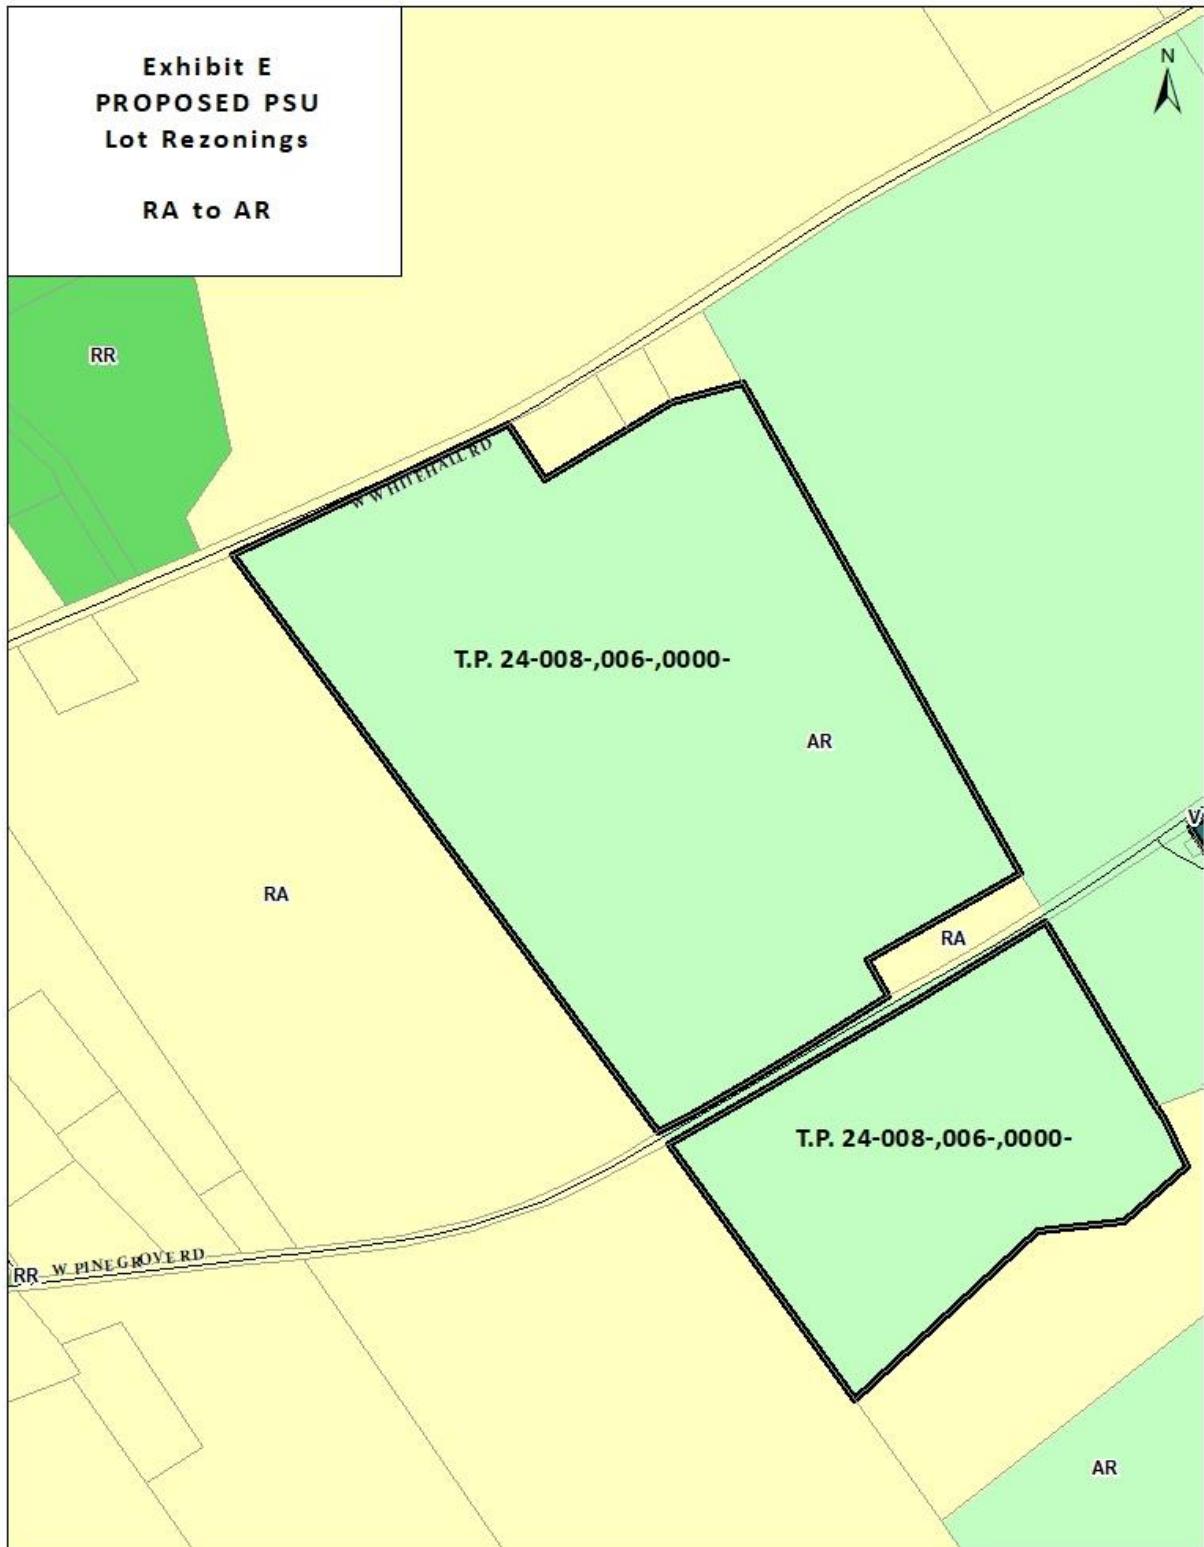 Exhibit E
PROPOSED PSU
Lot Rezonings
RA to AR
N
RR
W WHITEHALL RD
T.P. 24-008-,006-,0000-
AR
V
RA
RA
T.P. 24-008-,006-,0000-
W PINE GROVE RD
RR
AR